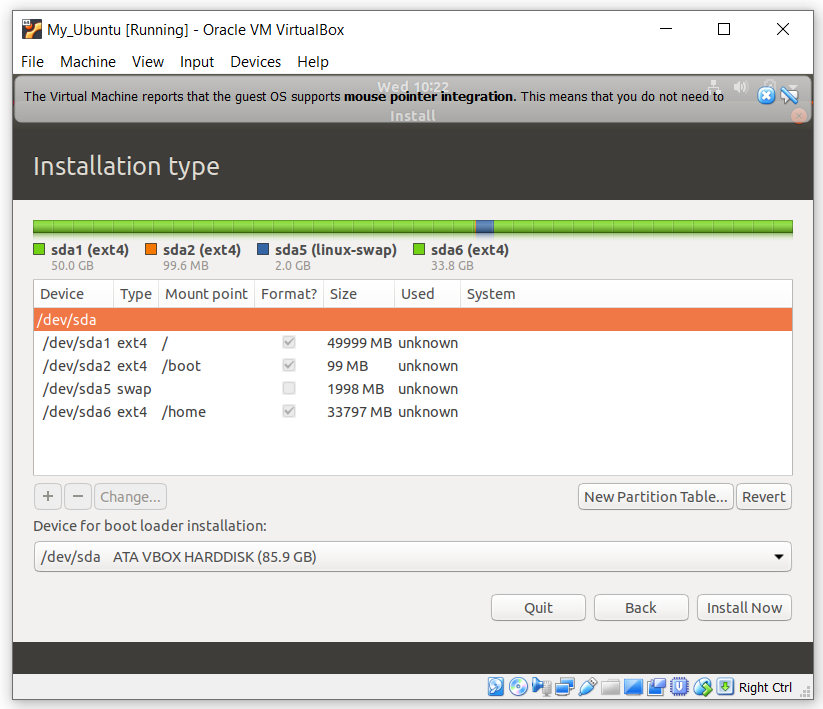 My_Ubuntu [Running] - Oracle VM VirtualBox
File Machine View Input Devices Help
Wed 10:22
The Virtual Machine reports that the guest OS supports mouse pointer integration. This means that you do not need to
Install
Installation type
sda1 (ext4) sda2 (ext4) sda5 (linux-swap) sda6 (ext4)
50.0 GB 99.6 MB 2.0 GB 33.8 GB
Device Type Mount point Format? Size Used System
/dev/sda
/dev/sda1 ext4 / 49999 MB unknown
/dev/sda2 ext4 /boot 99 MB unknown
/dev/sda5 swap 1998 MB unknown
/dev/sda6 ext4 /home 33797 MB unknown
+ − Change... New Partition Table... Revert
Device for boot loader installation:
/dev/sda ATA VBOX HARDDISK (85.9 GB)
Quit Back Install Now
Right Ctrl